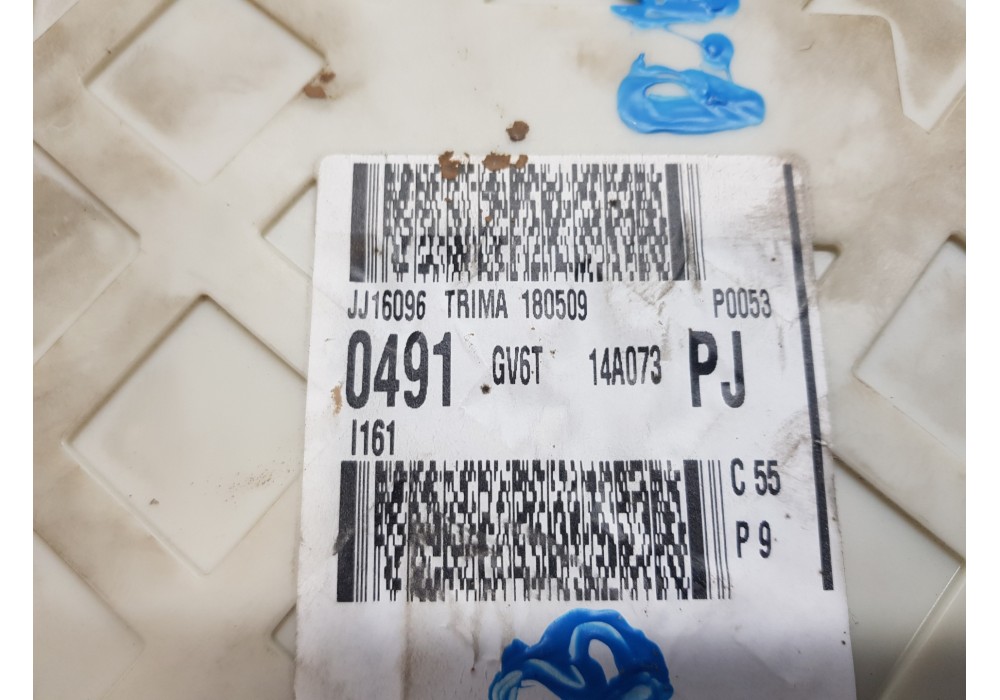 JJ16096 TRIMA 180509 P0053
0491 GV6T 14A073 PJ
I161
C 55
P 9